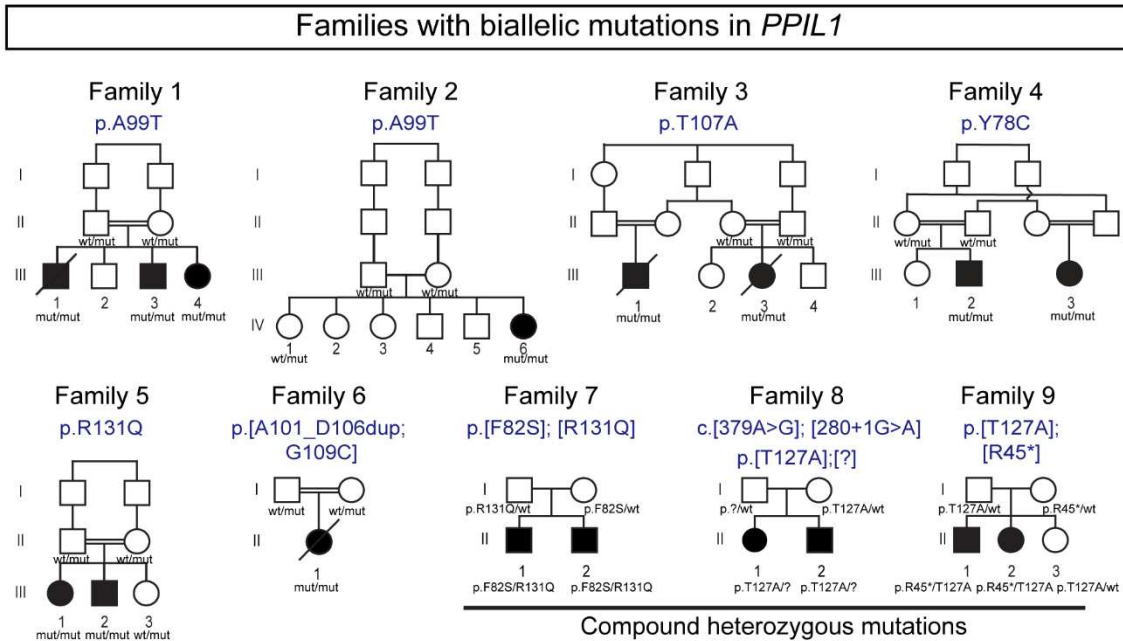 Families with biallelic mutations in PPIL1
Family 1
p.A99T
I
II
wt/mut wt/mut
III
1 2 3 4
mut/mut mut/mut mut/mut
Family 2
p.A99T
I
II
III
wt/mut wt/mut
IV
1 2 3 4 5 6
wt/mut mut/mut
Family 3
p.T107A
I
II
wt/mut wt/mut
III
1 2 3 4
mut/mut mut/mut
Family 4
p.Y78C
I
II
wt/mut wt/mut
III
1 2 3
mut/mut mut/mut
Family 5
p.R131Q
I
II
wt/mut wt/mut
III
1 2 3
mut/mut mut/mut wt/mut
Family 6
p.[A101_D106dup;
G109C]
I
wt/mut wt/mut
II
1
mut/mut
Family 7
p.[F82S]; [R131Q]
I
p.R131Q/wt p.F82S/wt
II
1 2
p.F82S/R131Q p.F82S/R131Q
Family 8
c.[379A>G]; [280+1G>A]
p.[T127A];[?]
I
p.?/wt p.T127A/wt
II
1 2
p.T127A/? p.T127A/?
Family 9
p.[T127A];
[R45*]
I
p.T127A/wt p.R45*/wt
II
1 2 3
p.R45*/T127A p.R45*/T127A p.T127A/wt
Compound heterozygous mutations